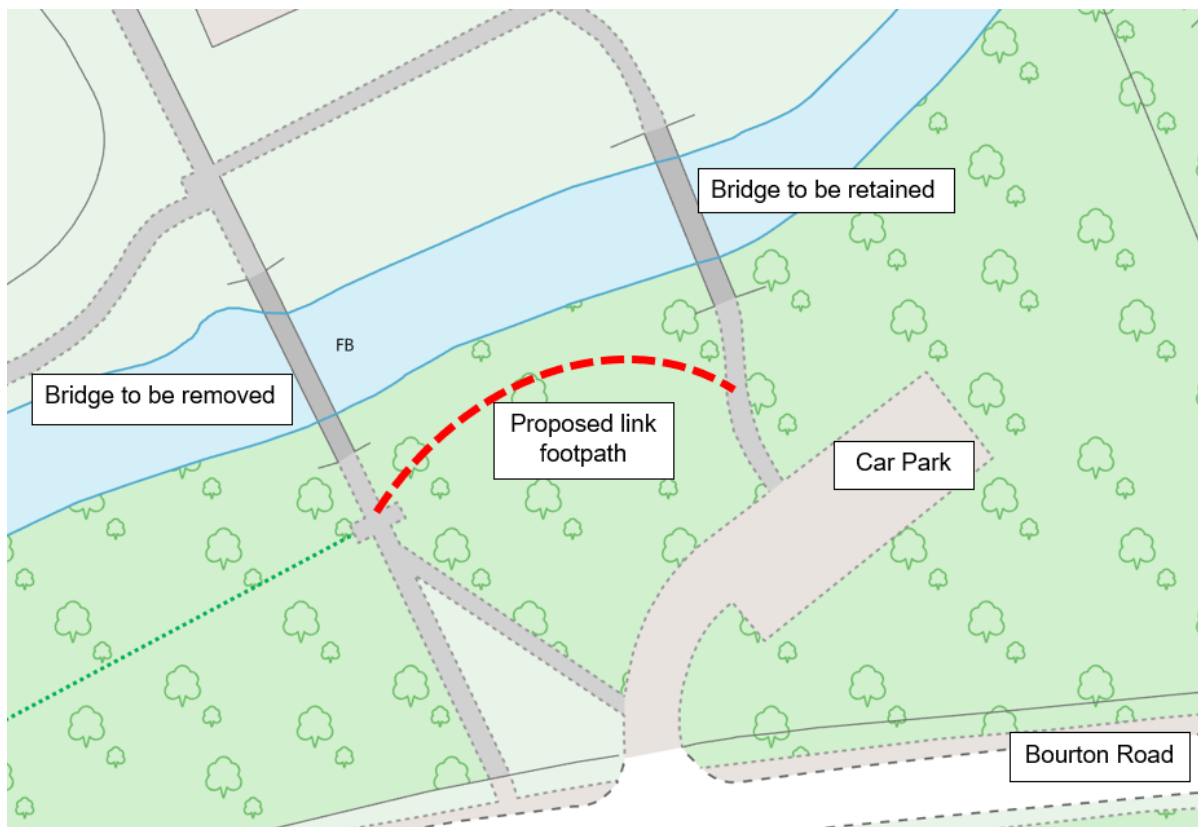 Bridge to be retained
FB
Bridge to be removed
Proposed link
footpath
Car Park
Bourton Road